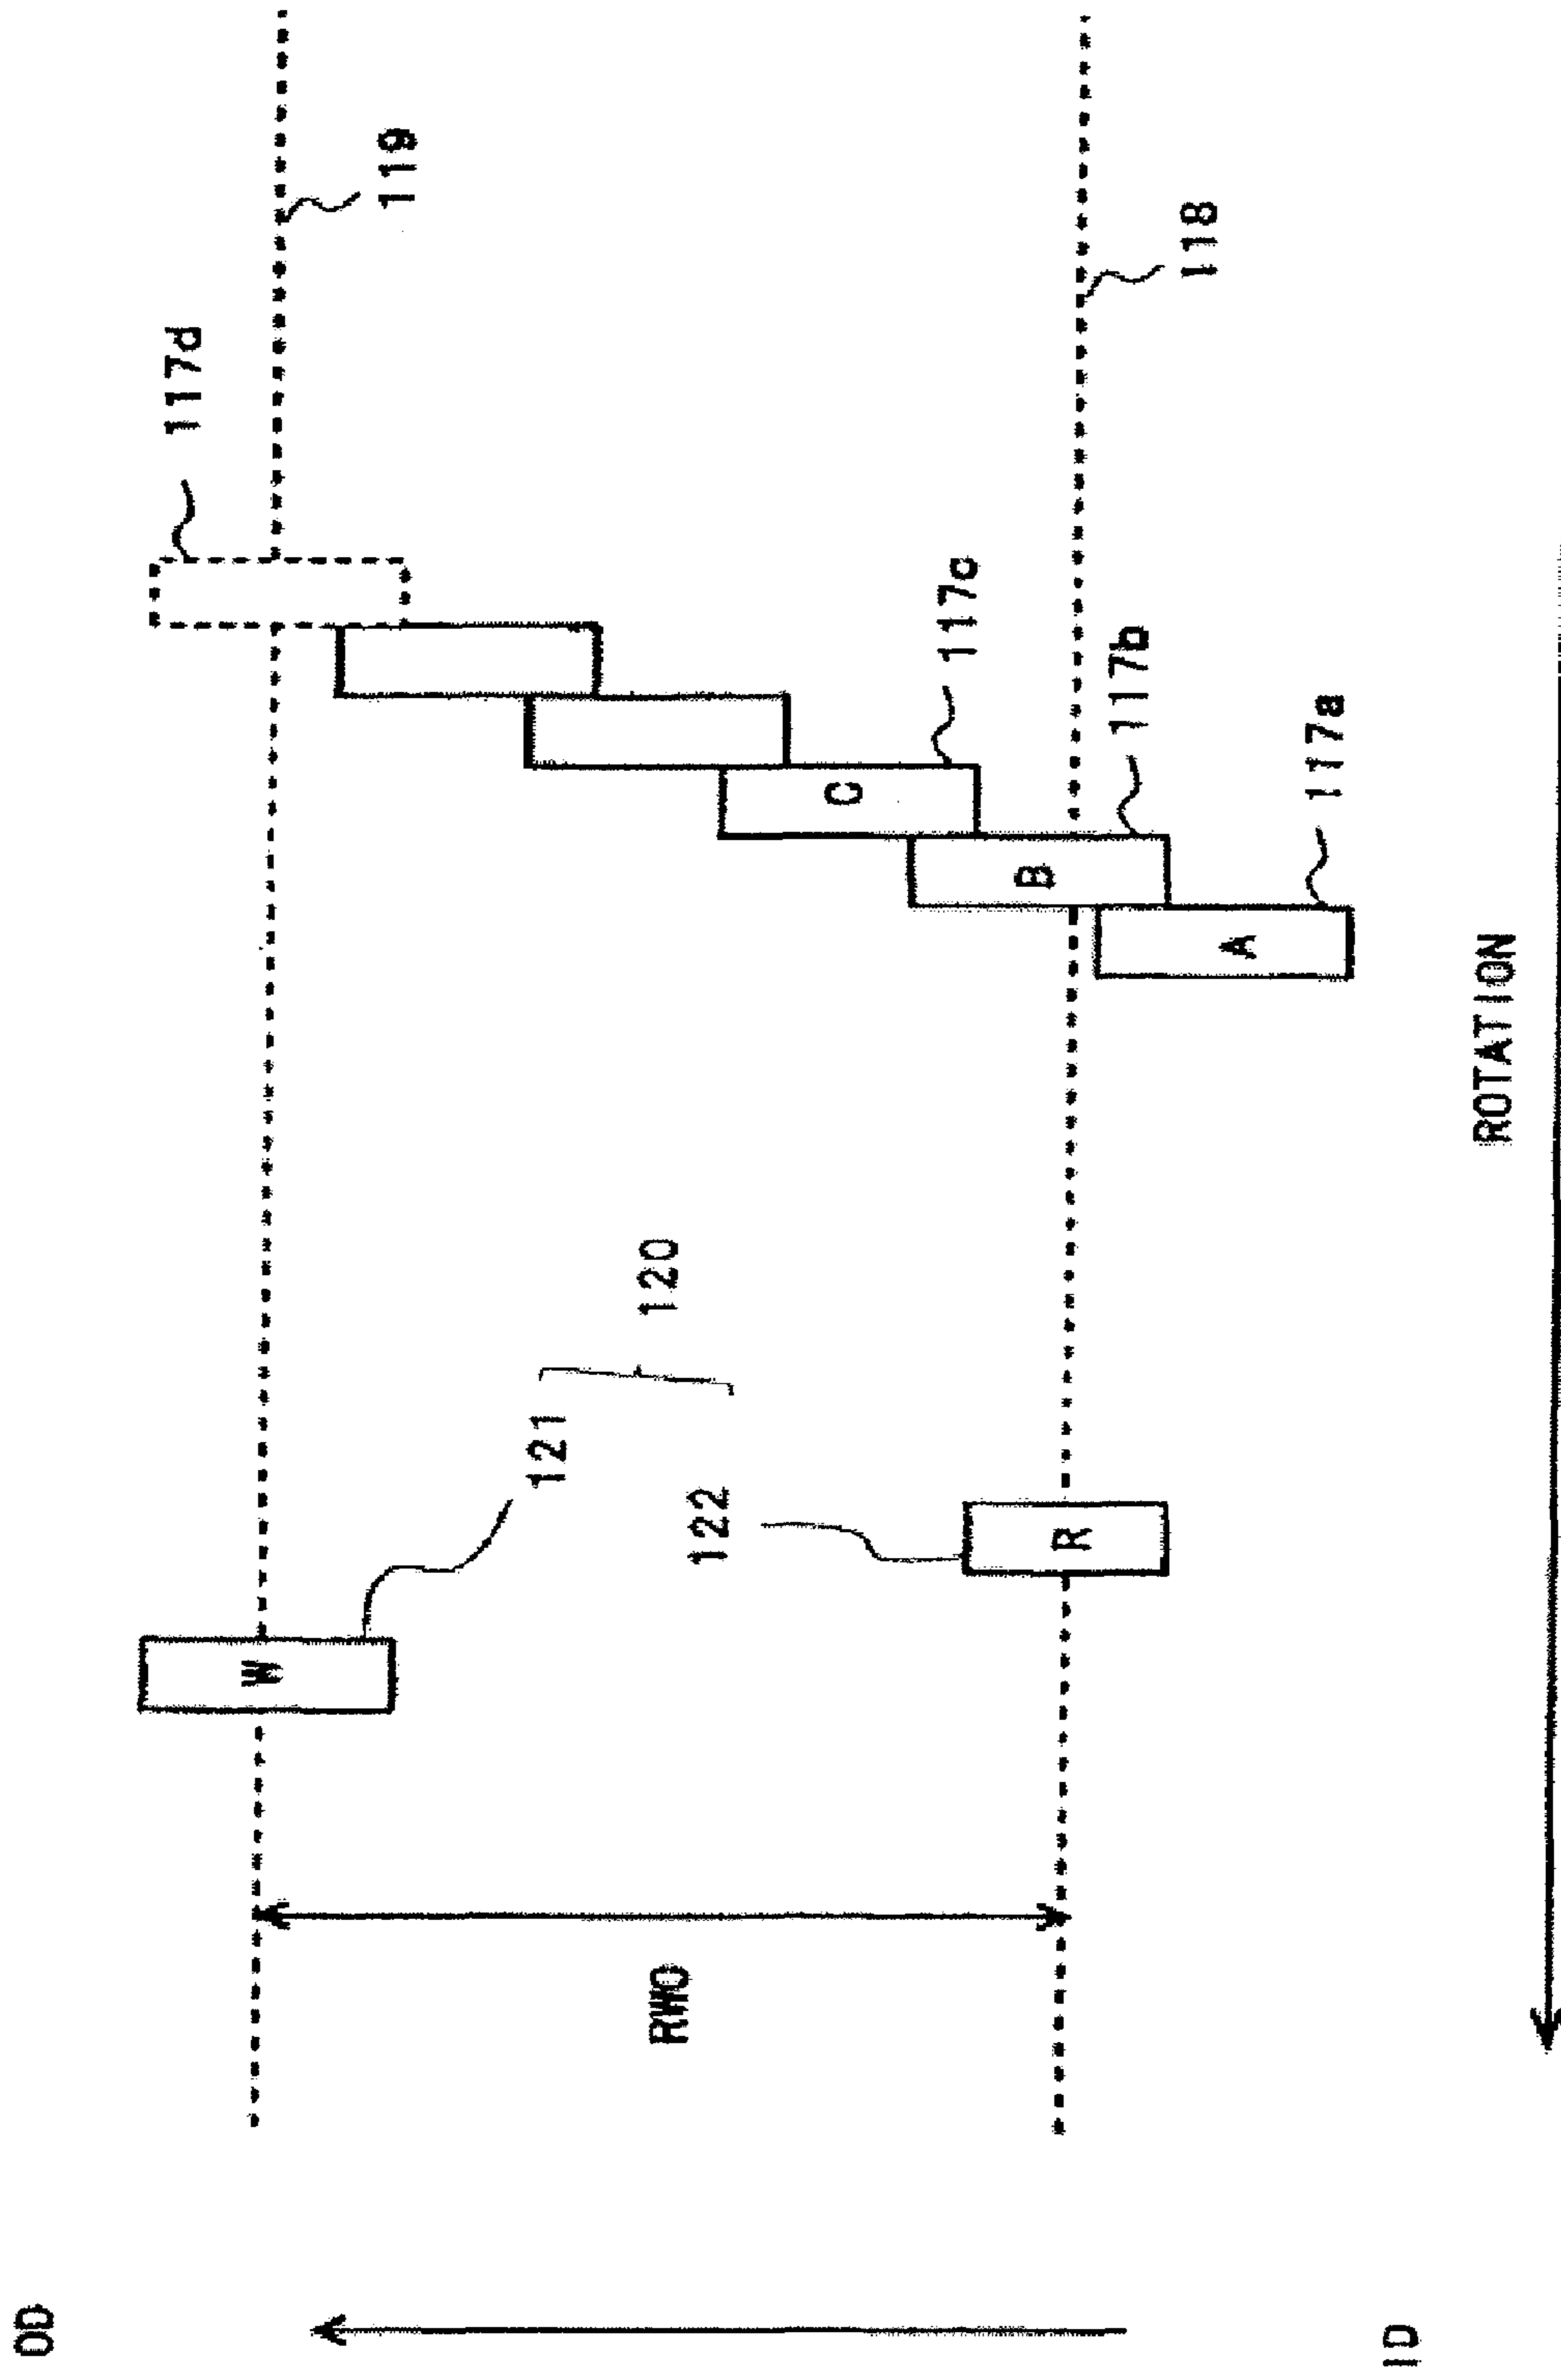 OD
ID
RWO
W
121
122
120
R
ROTATION
A
117a
B
117b
C
117c
117d
118
119